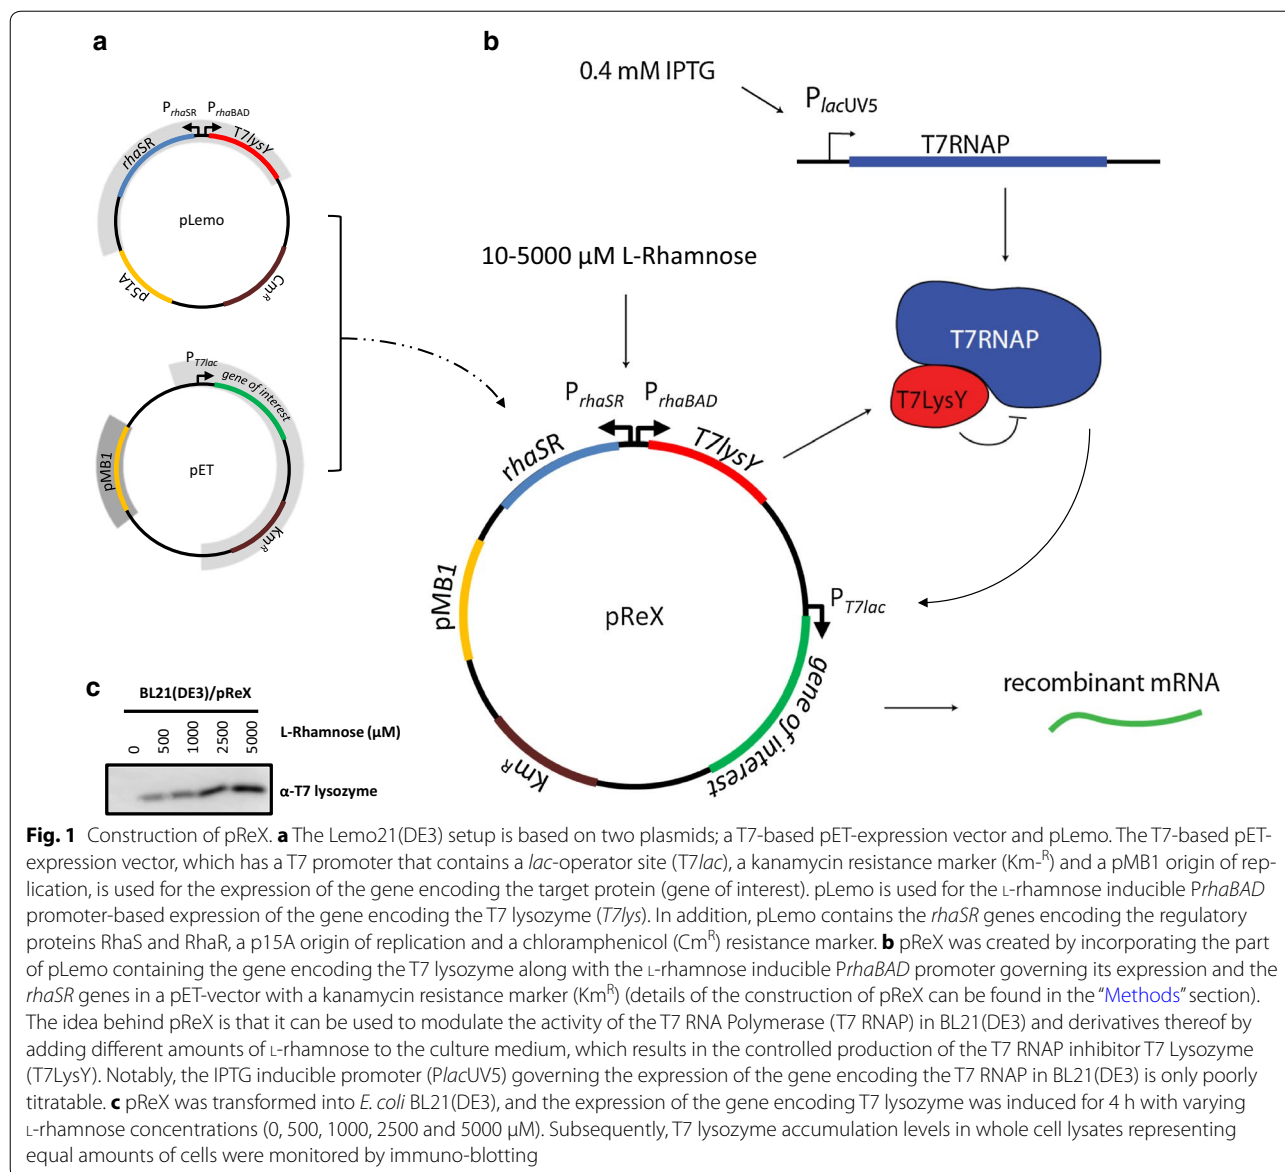 a
P rhaSR P rhaBAD
rhaSR
T7lysY
pLemo
p51A
Cm R
P T7lac
gene of interest
pMB1
pET
Km R
b
0.4 mM IPTG
P lacUV5
T7RNAP
10-5000 µM L-Rhamnose
T7RNAP
T7LysY
P rhaSR P rhaBAD
rhaSR
T7lysY
pMB1
pReX
P T7lac
gene of interest
Km R
recombinant mRNA
c
BL21(DE3)/pReX
0 500 1000 2500 5000
L-Rhamnose (µM)
α-T7 lysozyme
Fig. 1 Construction of pReX. a The Lemo21(DE3) setup is based on two plasmids; a T7-based pET-expression vector and pLemo. The T7-based pET-
expression vector, which has a T7 promoter that contains a lac-operator site (T7lac), a kanamycin resistance marker (Km-R) and a pMB1 origin of rep-
lication, is used for the expression of the gene encoding the target protein (gene of interest). pLemo is used for the L-rhamnose inducible PrhaBAD
promoter-based expression of the gene encoding the T7 lysozyme (T7lys). In addition, pLemo contains the rhaSR genes encoding the regulatory
proteins RhaS and RhaR, a p15A origin of replication and a chloramphenicol (CmR) resistance marker. b pReX was created by incorporating the part
of pLemo containing the gene encoding the T7 lysozyme along with the L-rhamnose inducible PrhaBAD promoter governing its expression and the
rhaSR genes in a pET-vector with a kanamycin resistance marker (KmR) (details of the construction of pReX can be found in the “Methods” section).
The idea behind pReX is that it can be used to modulate the activity of the T7 RNA Polymerase (T7 RNAP) in BL21(DE3) and derivatives thereof by
adding different amounts of L-rhamnose to the culture medium, which results in the controlled production of the T7 RNAP inhibitor T7 Lysozyme
(T7LysY). Notably, the IPTG inducible promoter (PlacUV5) governing the expression of the gene encoding the T7 RNAP in BL21(DE3) is only poorly
titratable. c pReX was transformed into E. coli BL21(DE3), and the expression of the gene encoding T7 lysozyme was induced for 4 h with varying
L-rhamnose concentrations (0, 500, 1000, 2500 and 5000 µM). Subsequently, T7 lysozyme accumulation levels in whole cell lysates representing
equal amounts of cells were monitored by immuno-blotting